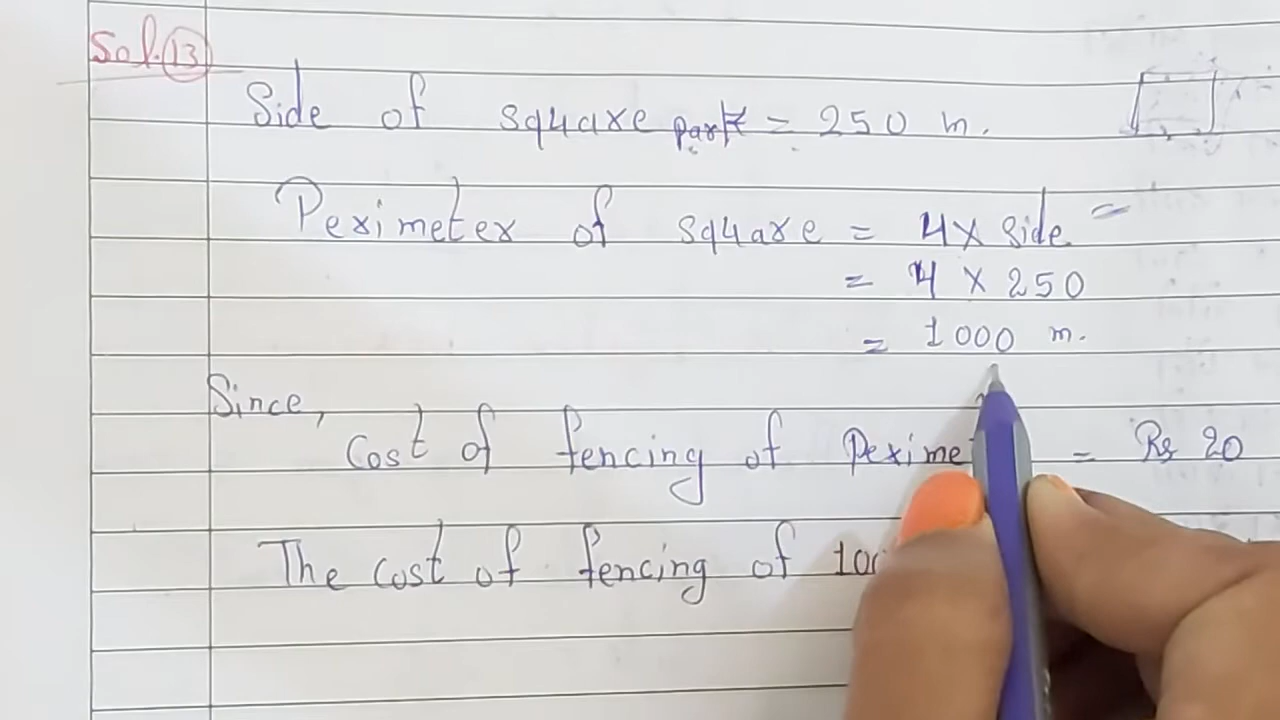 Sol. 13
Side of square park = 250 m.
Perimeter of square = 4 × side =
= 4 × 250
= 1000 m.
Since,
Cost of fencing of = Rs 20
The cost of fencing of